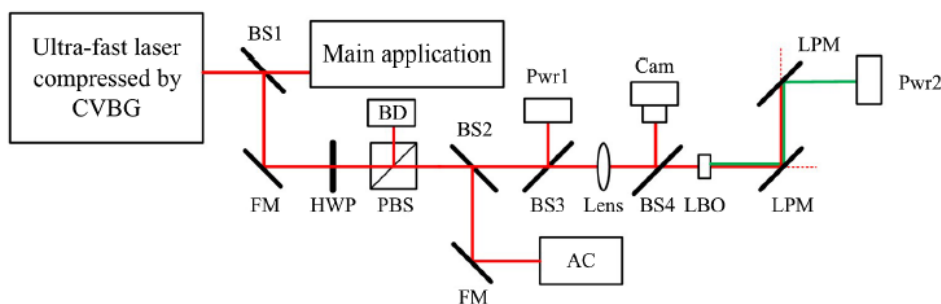 Ultra-fast laser
compressed by
CVBG
BS1
Main application
LPM
Pwr1
Cam
Pwr2
BD
BS2
FM
HWP
PBS
BS3
Lens
BS4
LBO
LPM
AC
FM